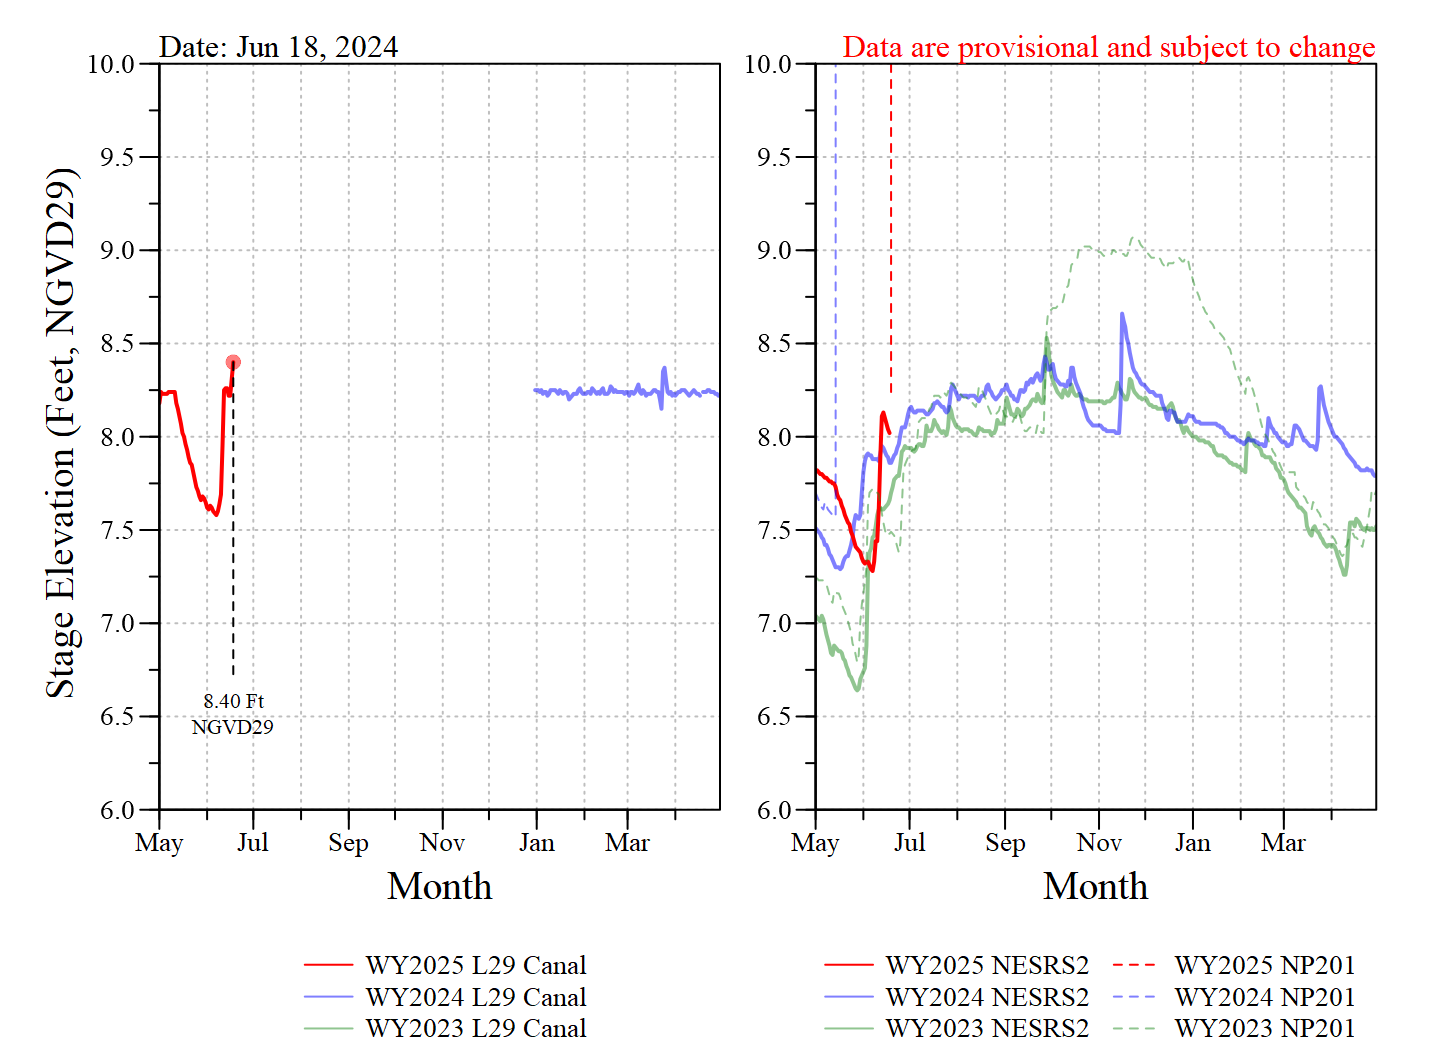 Date: Jun 18, 2024
Data are provisional and subject to change
Stage Elevation (Feet, NGVD29)
10.0
9.5
9.0
8.5
8.0
7.5
7.0
6.5
6.0
8.40 Ft
NGVD29
May Jul Sep Nov Jan Mar
Month
10.0
9.5
9.0
8.5
8.0
7.5
7.0
6.5
6.0
May Jul Sep Nov Jan Mar
Month
WY2025 L29 Canal
WY2024 L29 Canal
WY2023 L29 Canal
WY2025 NESRS2
WY2024 NESRS2
WY2023 NESRS2
WY2025 NP201
WY2024 NP201
WY2023 NP201